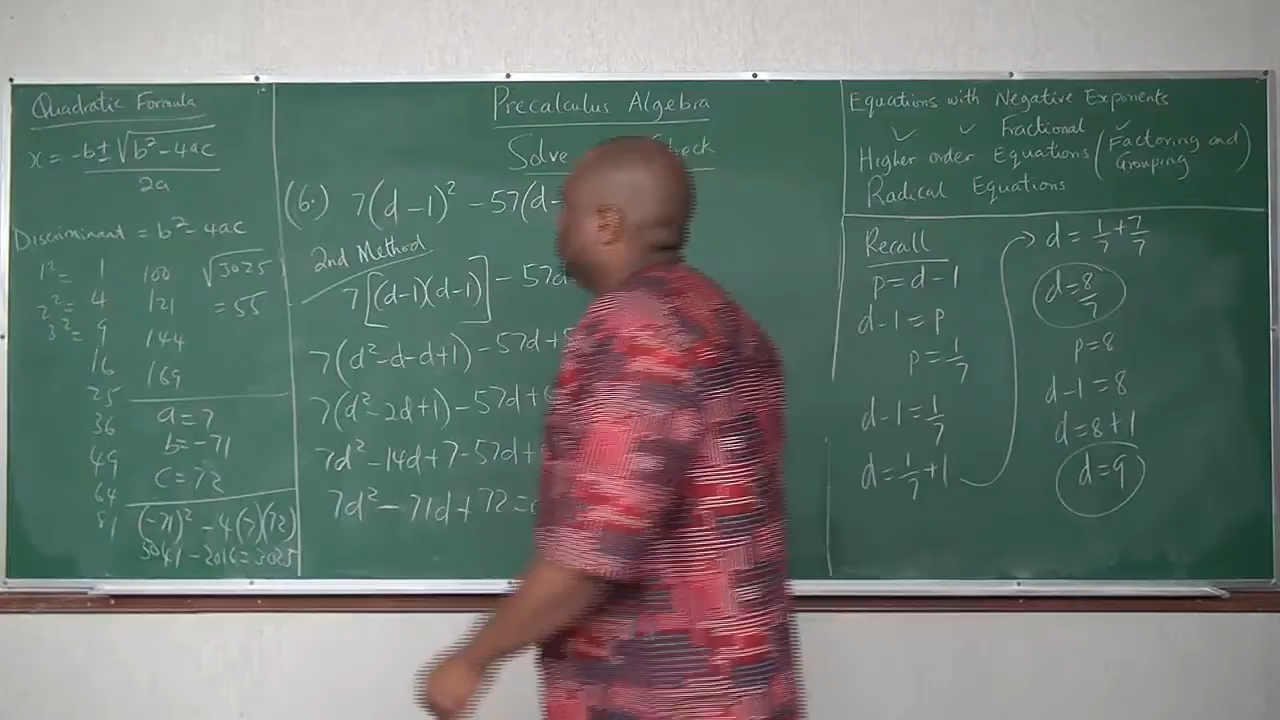 Quadratic Formula
x = -b ± √b² - 4ac
2a
Discriminant = b² - 4ac
1² = 1 100 √3025
2² = 4 121 = 55
3² = 9 144
16 169
25
36 a = 7
49 b = -71
64 c = 72
81 (-71)² - 4(7)(72)
5041 - 2016 = 3025
Precalculus Algebra
Solve
(6.) 7(d-1)² - 57(d-
2nd Method
7[(d-1)(d-1)] - 57d
7(d² - d - d + 1) - 57d +
7(d² - 2d + 1) - 57d +
7d² - 14d + 7 - 57d +
7d² - 71d + 72 =
Equations with Negative Exponents
✓ ✓ Fractional ✓
Higher order Equations (Factoring and Grouping)
Radical Equations
Recall
p = d - 1
d - 1 = p
p = 1/7
d - 1 = 1/7
d = 1/7 + 1
d = 1/7 + 7/7
d = 8/7
p = 8
d - 1 = 8
d = 8 + 1
d = 9